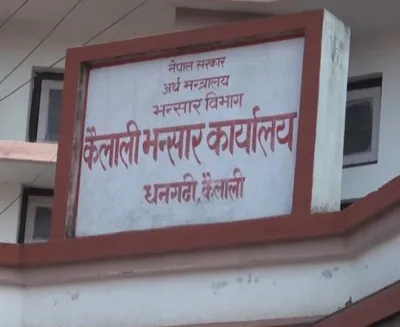 नेपाल सरकार
अर्थ मन्त्रालय
भन्सार विभाग
कैलाली भन्सार कार्यालय
धनगढी, कैलाली